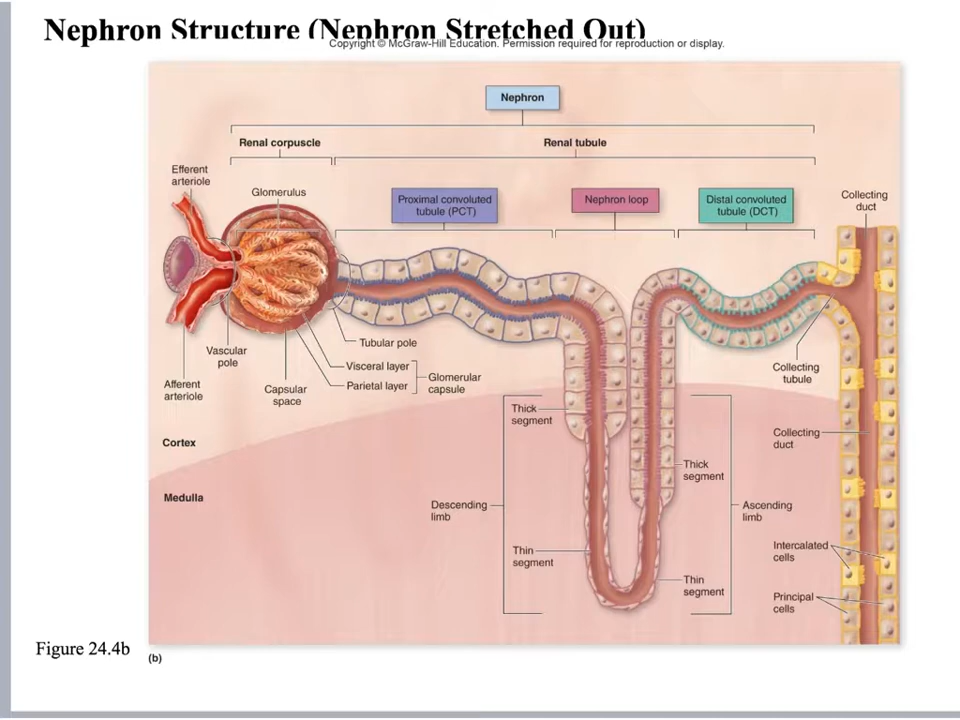 Nephron Structure (Nephron Stretched Out)
Copyright © McGraw-Hill Education. Permission required for reproduction or display.
Nephron
Renal corpuscle
Renal tubule
Efferent
arteriole
Glomerulus
Proximal convoluted
tubule (PCT)
Nephron loop
Distal convoluted
tubule (DCT)
Collecting
duct
Tubular pole
Vascular
pole
Visceral layer
Parietal layer
Glomerular
capsule
Afferent
arteriole
Capsular
space
Collecting
tubule
Thick
segment
Cortex
Collecting
duct
Thick
segment
Medulla
Descending
limb
Ascending
limb
Thin
segment
Intercalated
cells
Thin
segment
Principal
cells
Figure 24.4b
(b)